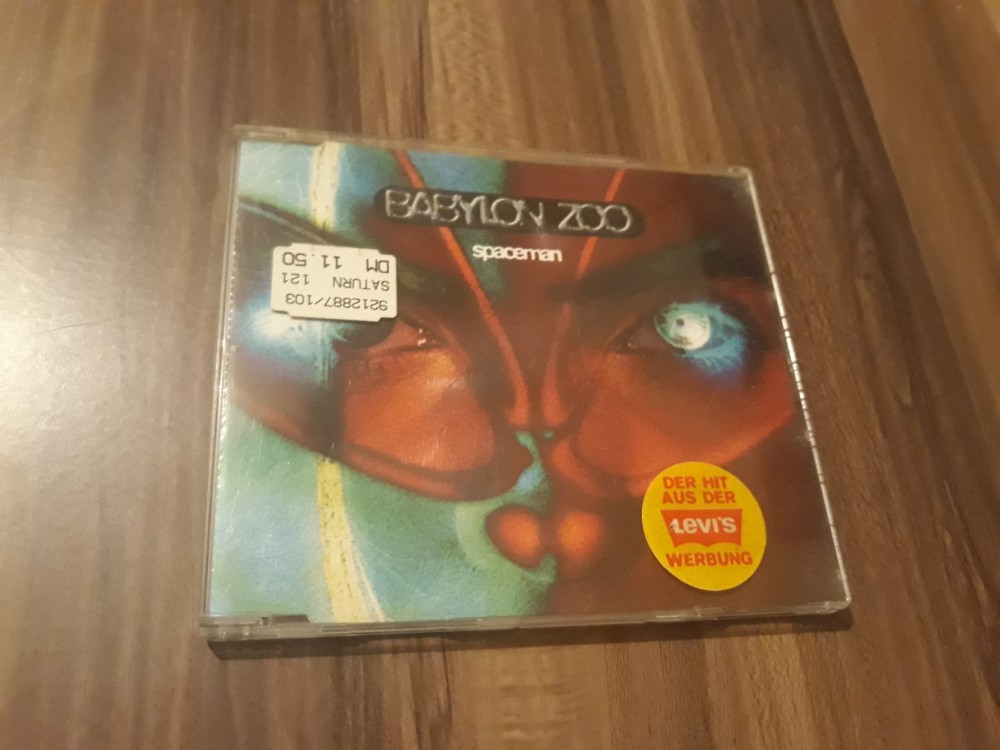 BABYLON ZOO
spaceman
9212887/103
SATURN 121
DM 11.50
DER HIT
AUS DER
LEVI'S
WERBUNG